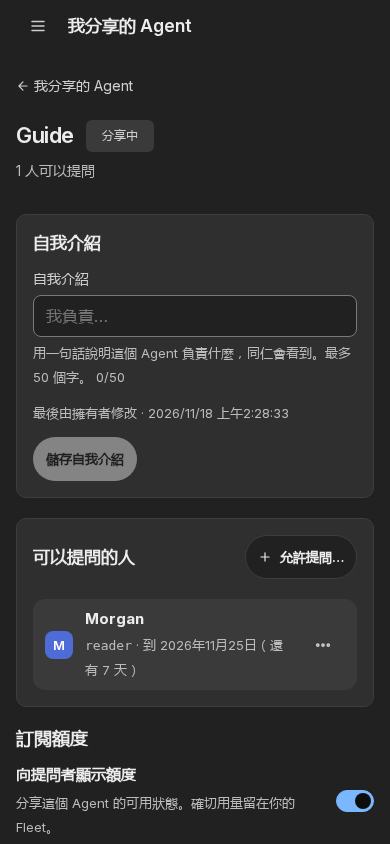 我分享的 Agent
我分享的 Agent
Guide 分享中
1 人可以提問
自我介紹
自我介紹
我負責…
用一句話說明這個 Agent 負責什麼，同仁會看到。最多
50 個字。 0/50
最後由擁有者修改 · 2026/11/18 上午2:28:33
儲存自我介紹
可以提問的人
允許提問…
M
Morgan
reader · 到 2026年11月25日（還
有 7 天）
訂閱額度
向提問者顯示額度
分享這個 Agent 的可用狀態。確切用量留在你的
Fleet。